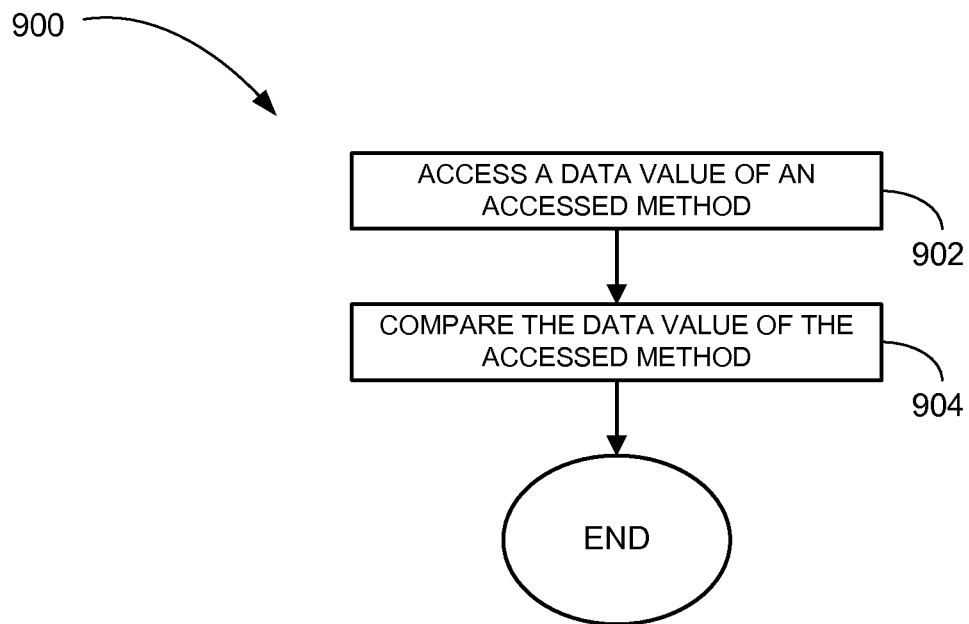 900
ACCESS A DATA VALUE OF AN
ACCESSED METHOD
902
COMPARE THE DATA VALUE OF THE
ACCESSED METHOD
904
END